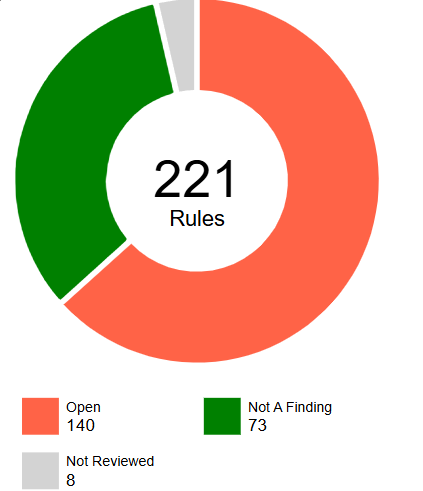 221
Rules
Open
140
Not A Finding
73
Not Reviewed
8